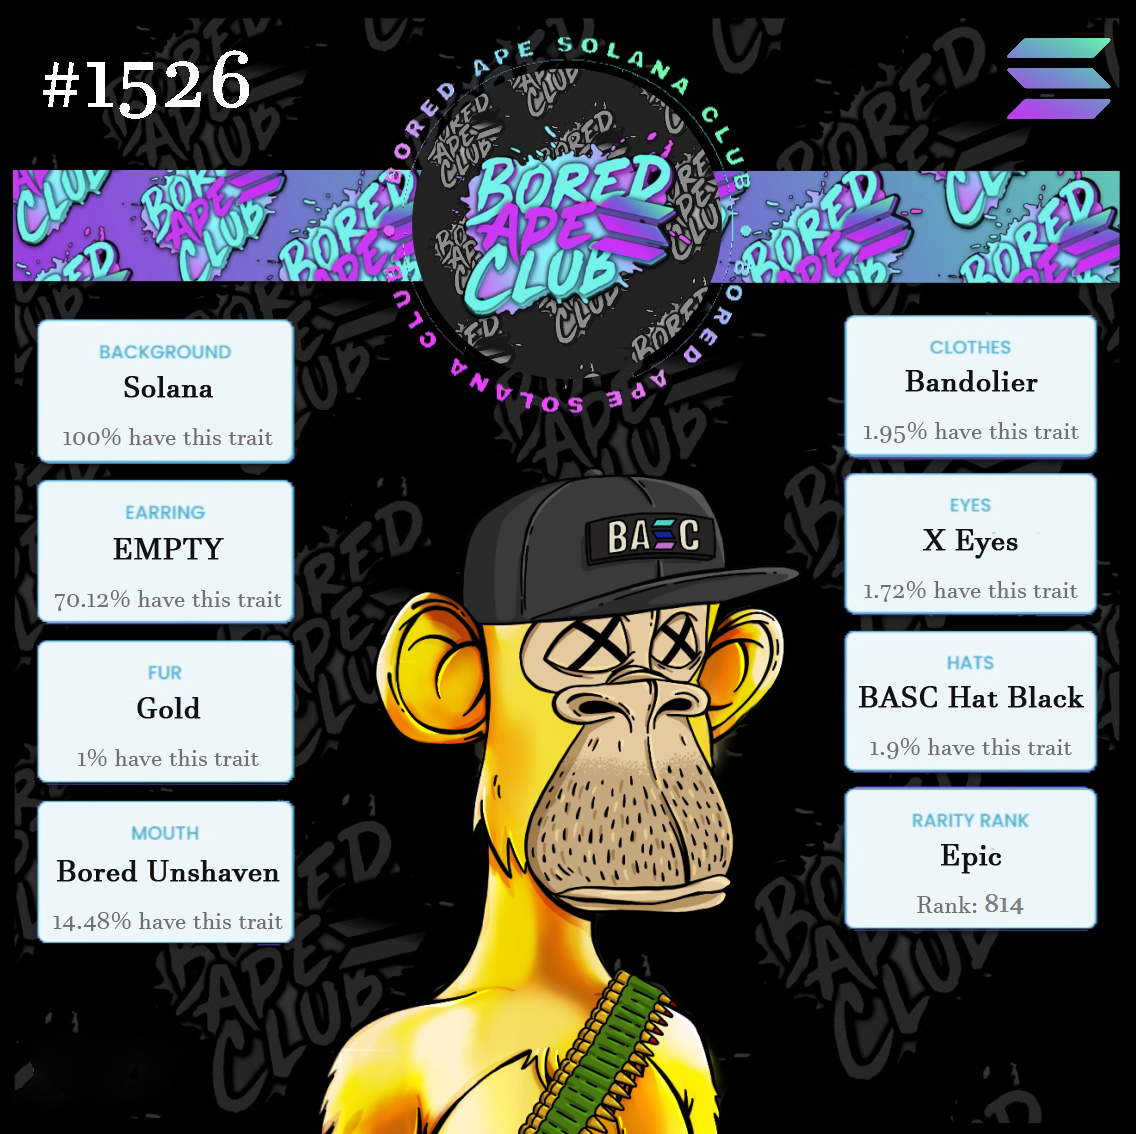 #1526
BORED APE SOLANA CLUB
BORED APE SOLANA CLUB
BORED
APE
CLUB
BACKGROUND
Solana
100% have this trait
EARRING
EMPTY
70.12% have this trait
FUR
Gold
1% have this trait
MOUTH
Bored Unshaven
14.48% have this trait
CLOTHES
Bandolier
1.95% have this trait
EYES
X Eyes
1.72% have this trait
HATS
BASC Hat Black
1.9% have this trait
RARITY RANK
Epic
Rank: 814
BASC